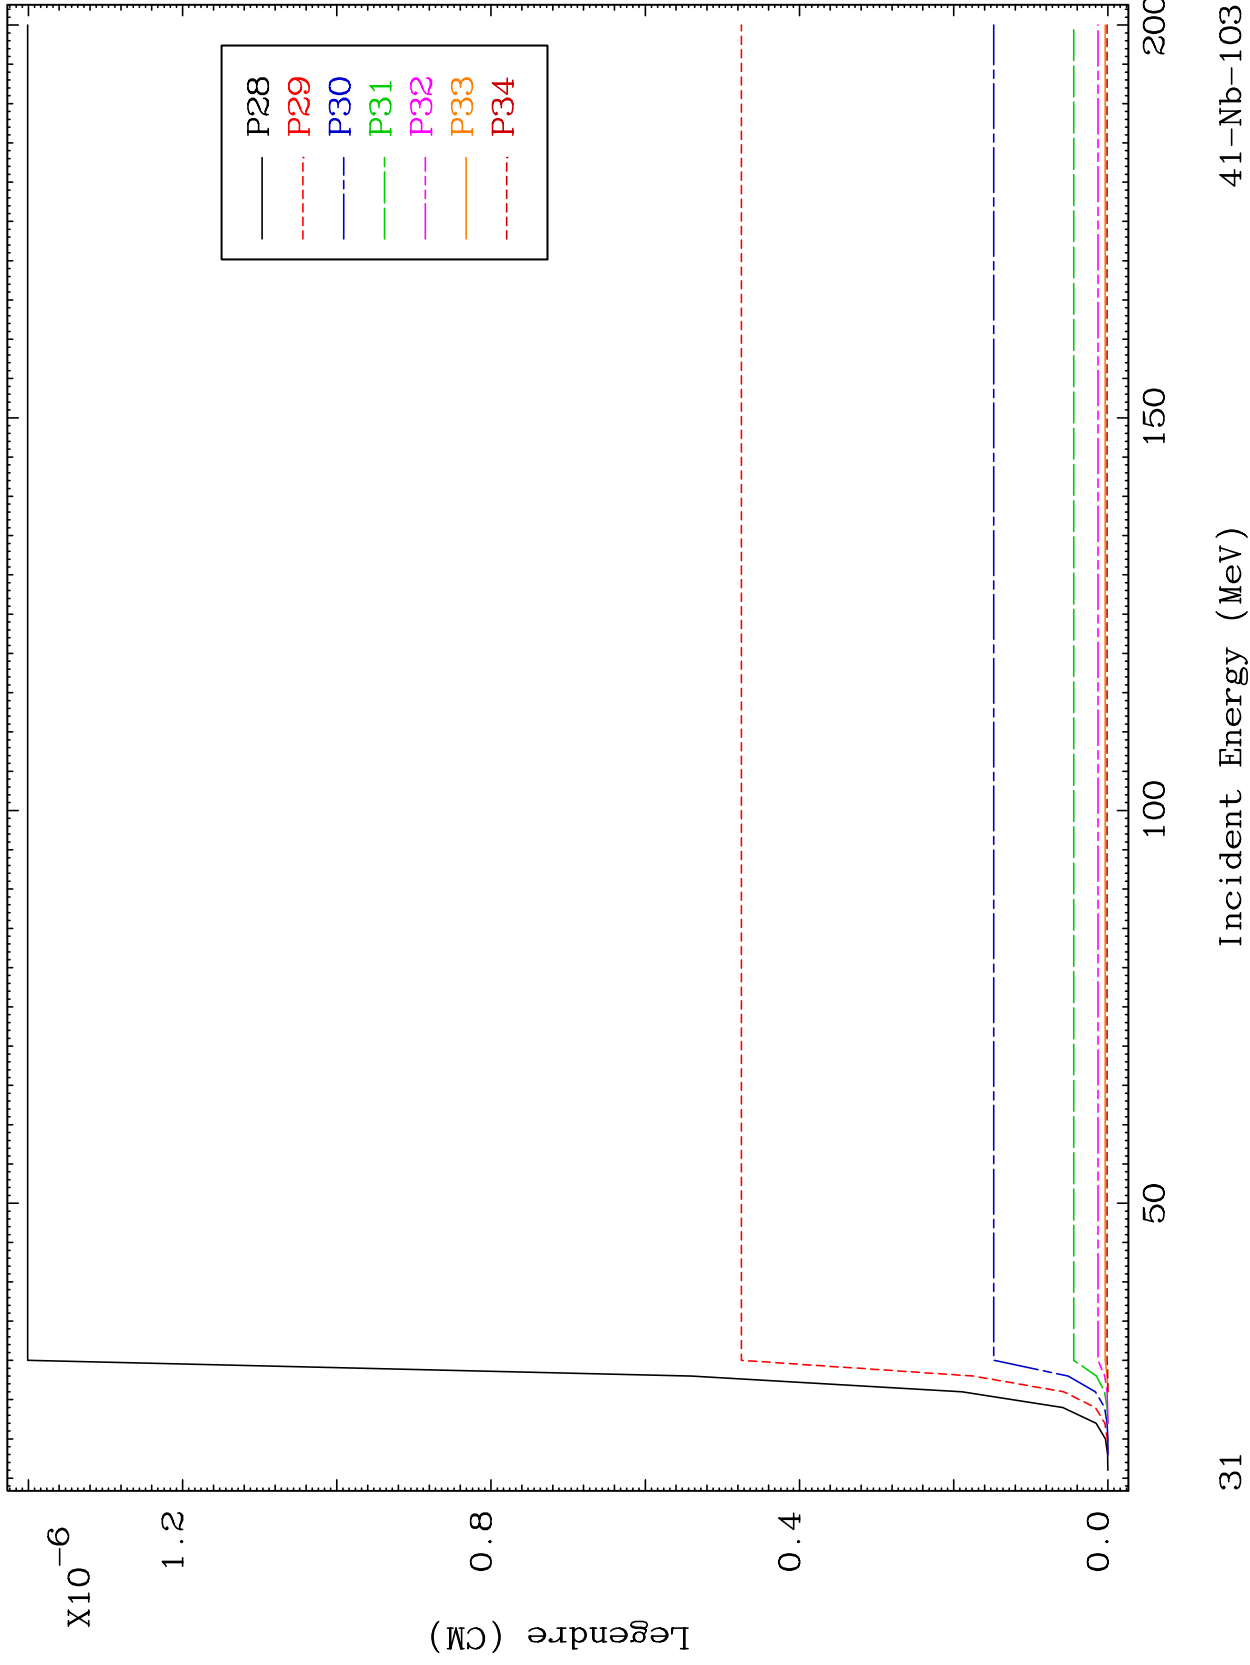 X10-6
1.2
0.8
0.4
0.0
Legendre (CM)
P28
P29
P30
P31
P32
P33
P34
50
100
150
200
Incident Energy (MeV)
31
41-Nb-103